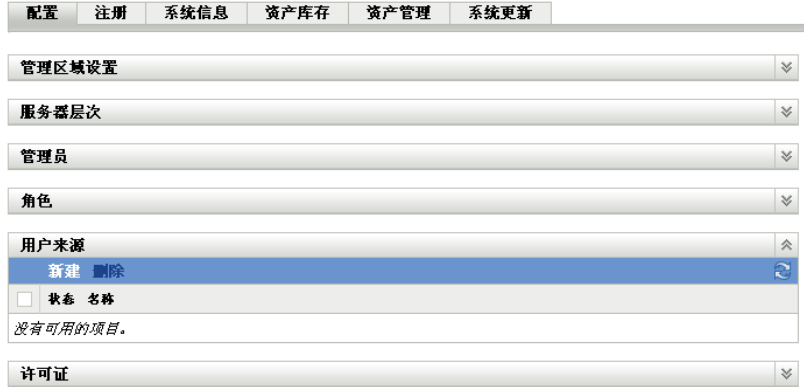 配置 注册 系统信息 资产库存 资产管理 系统更新
管理区域设置
服务器层次
管理员
角色
用户来源
新建 删除
状态 名称
没有可用的项目。
许可证